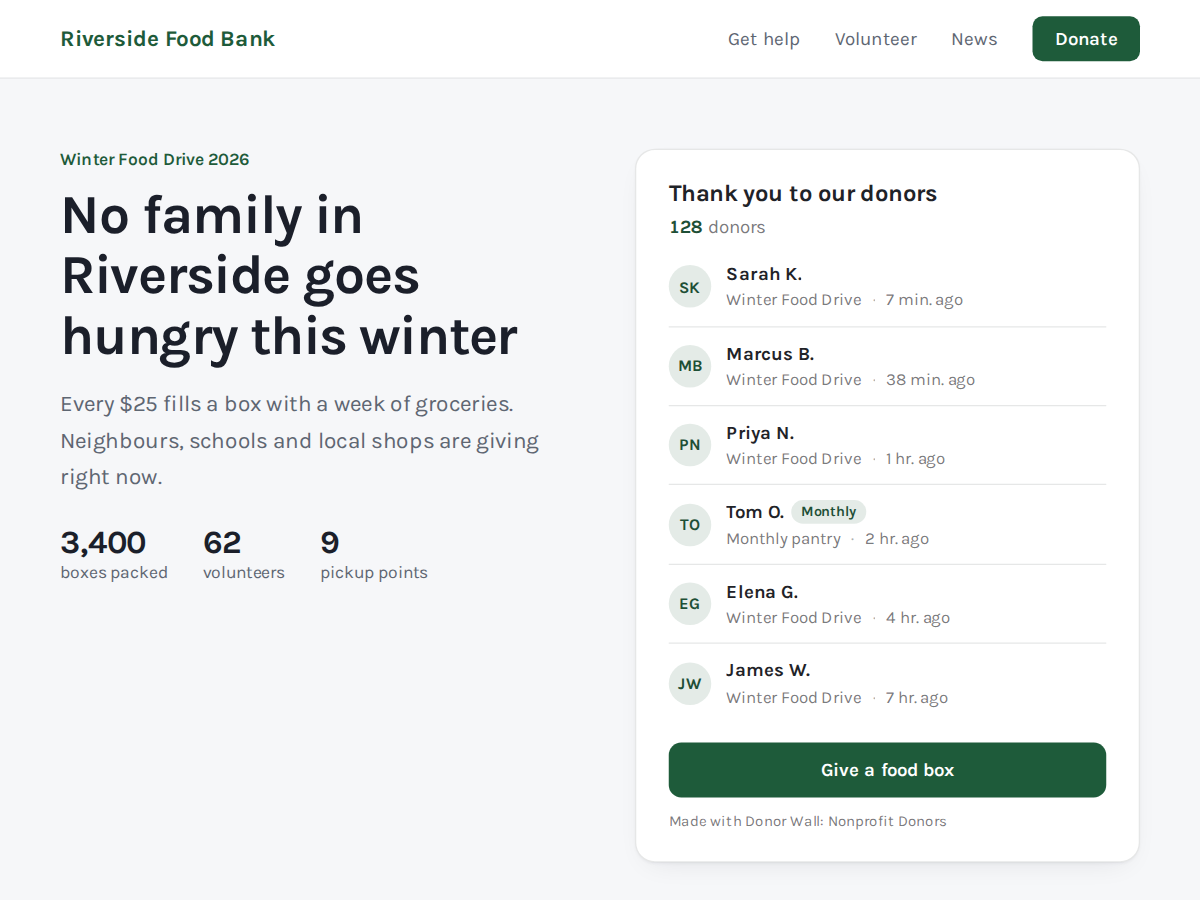 Riverside Food Bank
Get help
Volunteer
News
Donate
Winter Food Drive 2026
No family in
Riverside goes
hungry this winter
Every $25 fills a box with a week of groceries.
Neighbours, schools and local shops are giving
right now.
3,400
boxes packed
62
volunteers
9
pickup points
Thank you to our donors
128 donors
SK
Sarah K.
Winter Food Drive · 7 min. ago
MB
Marcus B.
Winter Food Drive · 38 min. ago
PN
Priya N.
Winter Food Drive · 1 hr. ago
TO
Tom O. Monthly
Monthly pantry · 2 hr. ago
EG
Elena G.
Winter Food Drive · 4 hr. ago
JW
James W.
Winter Food Drive · 7 hr. ago
Give a food box
Made with Donor Wall: Nonprofit Donors